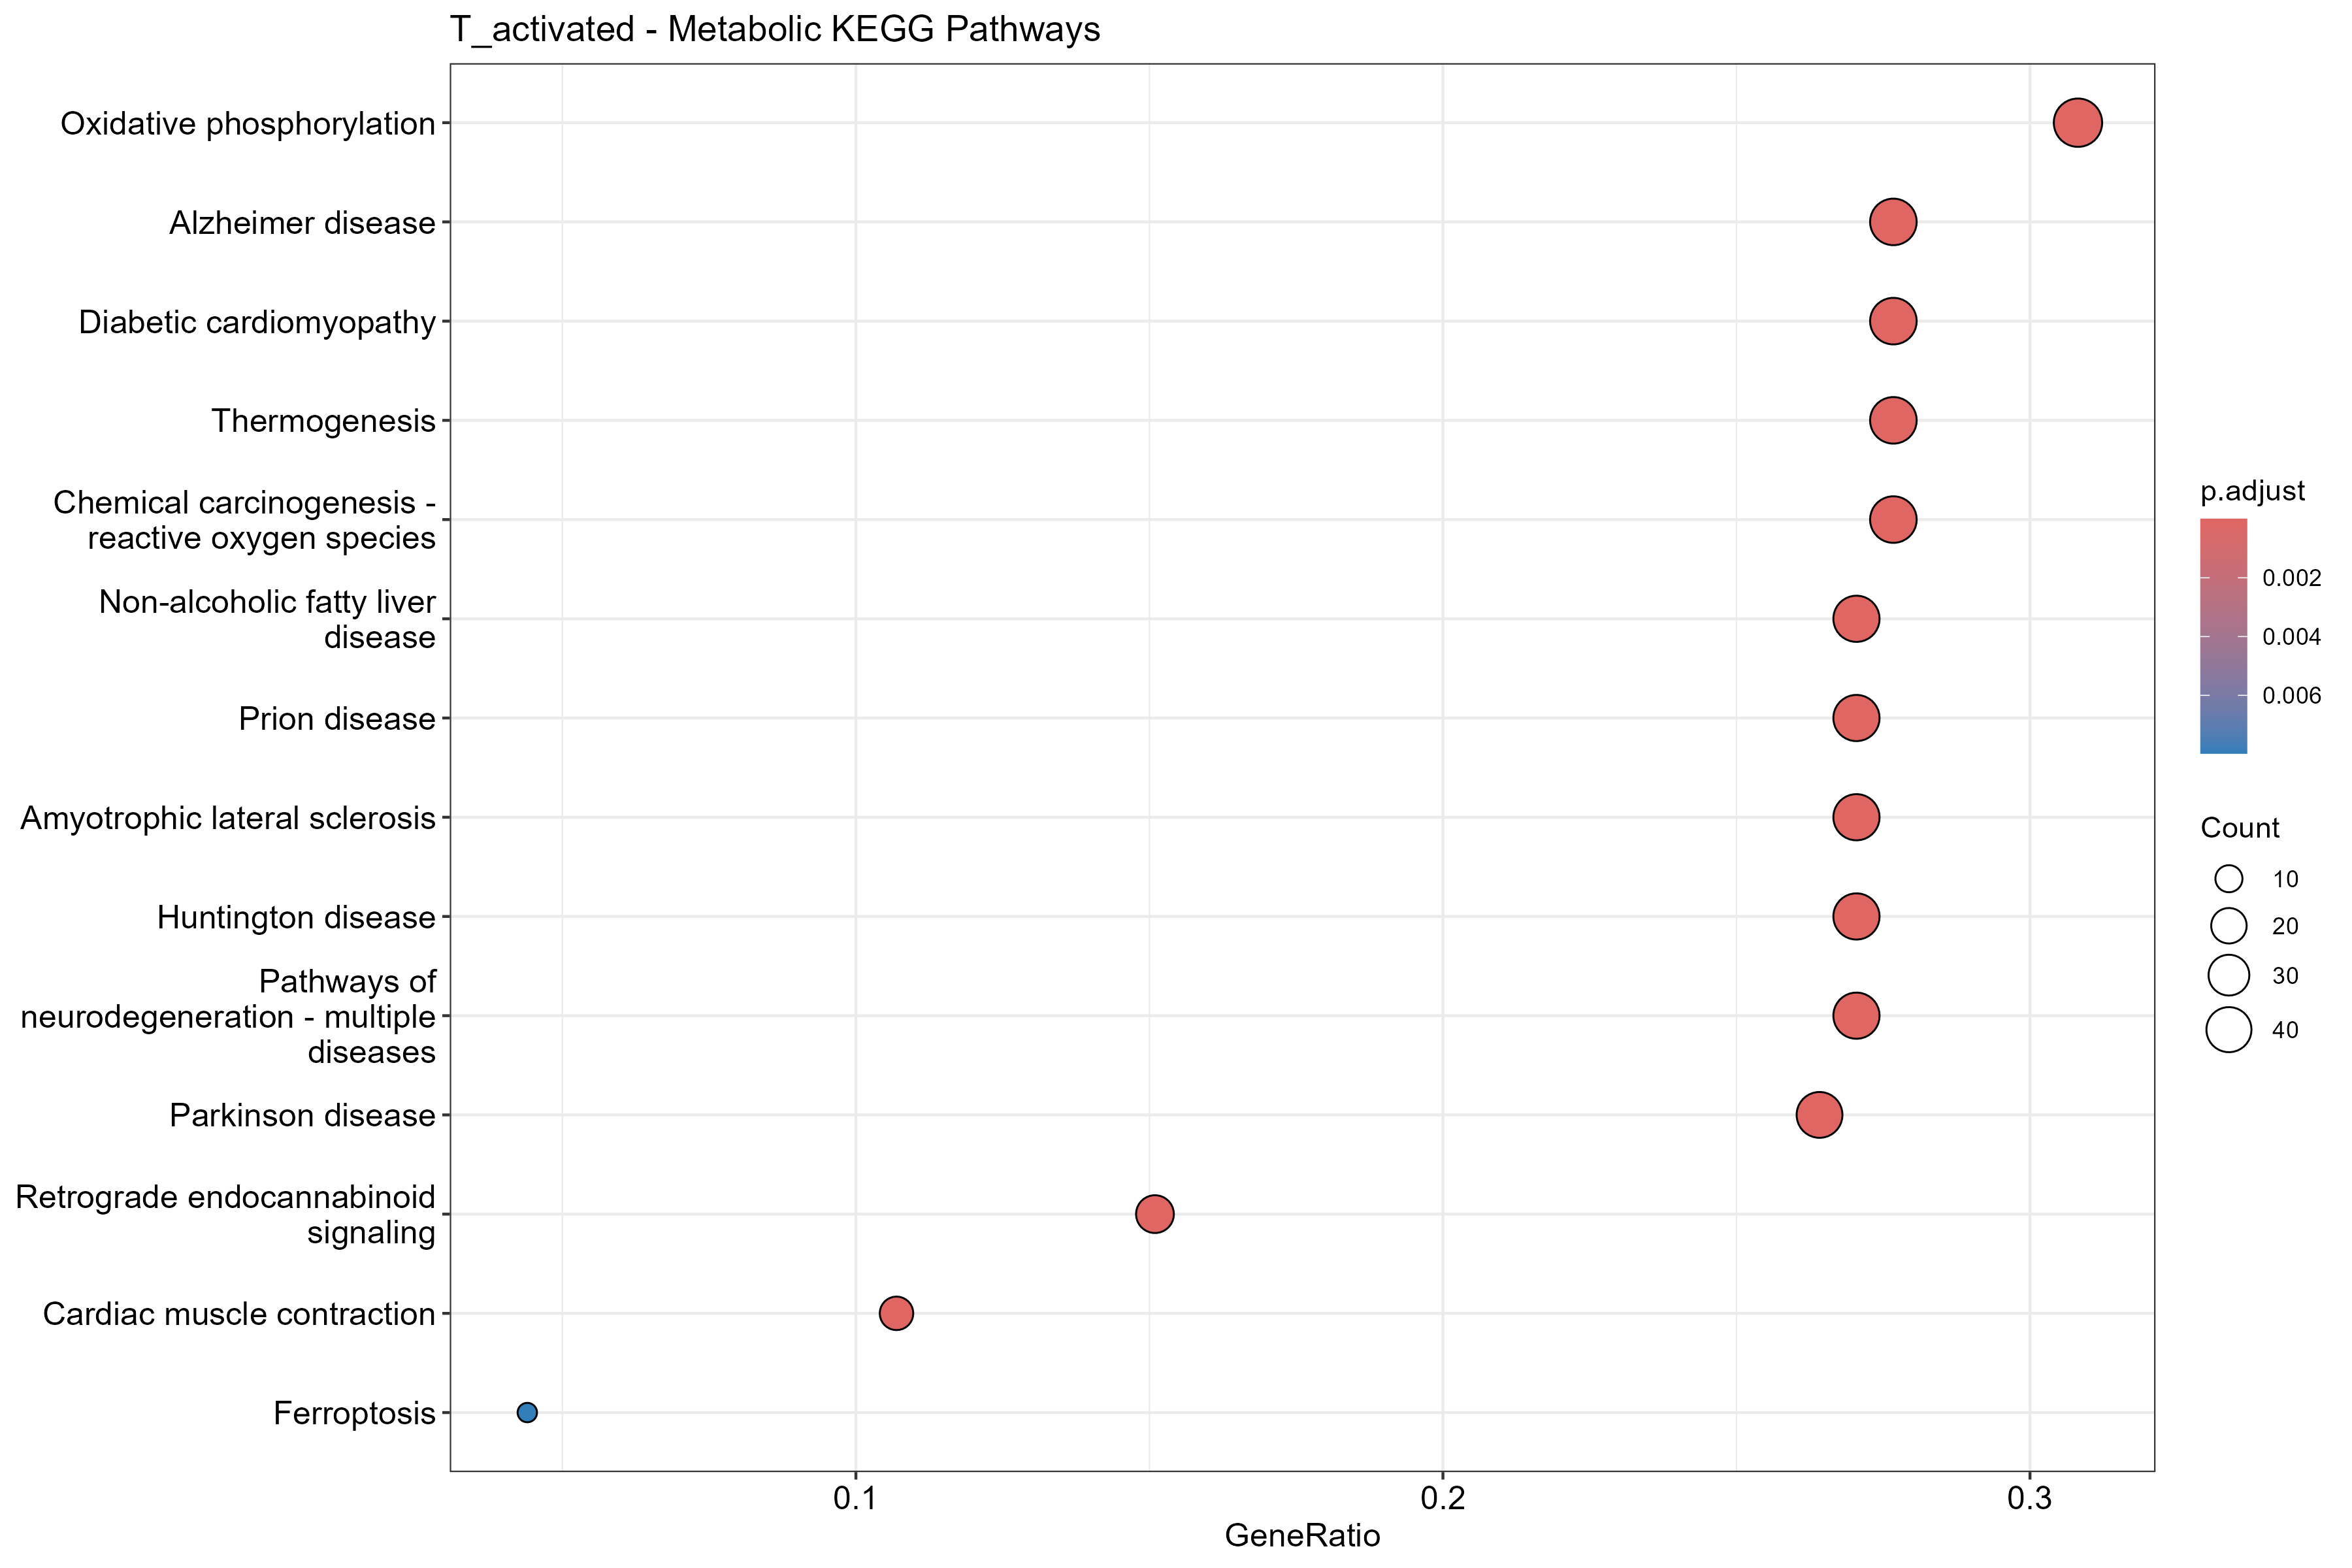 T_activated - Metabolic KEGG Pathways
Oxidative phosphorylation
Alzheimer disease
Diabetic cardiomyopathy
Thermogenesis
Chemical carcinogenesis -
reactive oxygen species
Non-alcoholic fatty liver
disease
Prion disease
Amyotrophic lateral sclerosis
Huntington disease
Pathways of
neurodegeneration - multiple
diseases
Parkinson disease
Retrograde endocannabinoid
signaling
Cardiac muscle contraction
Ferroptosis
0.1 0.2 0.3
GeneRatio
p.adjust
0.002
0.004
0.006
Count
10
20
30
40